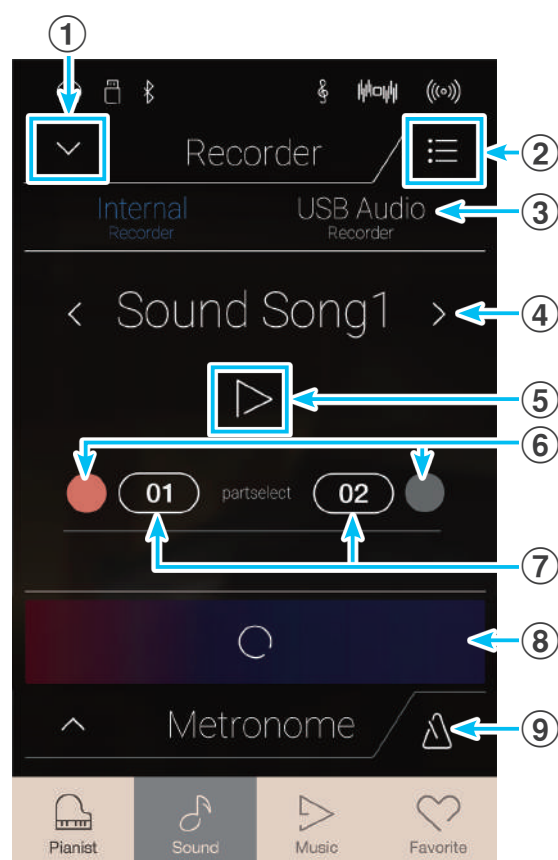 1
2
Recorder
3
Internal
USB Audio
Recorder
Recorder
4
Sound Song1
5
6
01 partselect 02
7
8
Metronome
9
Pianist Sound Music Favorite